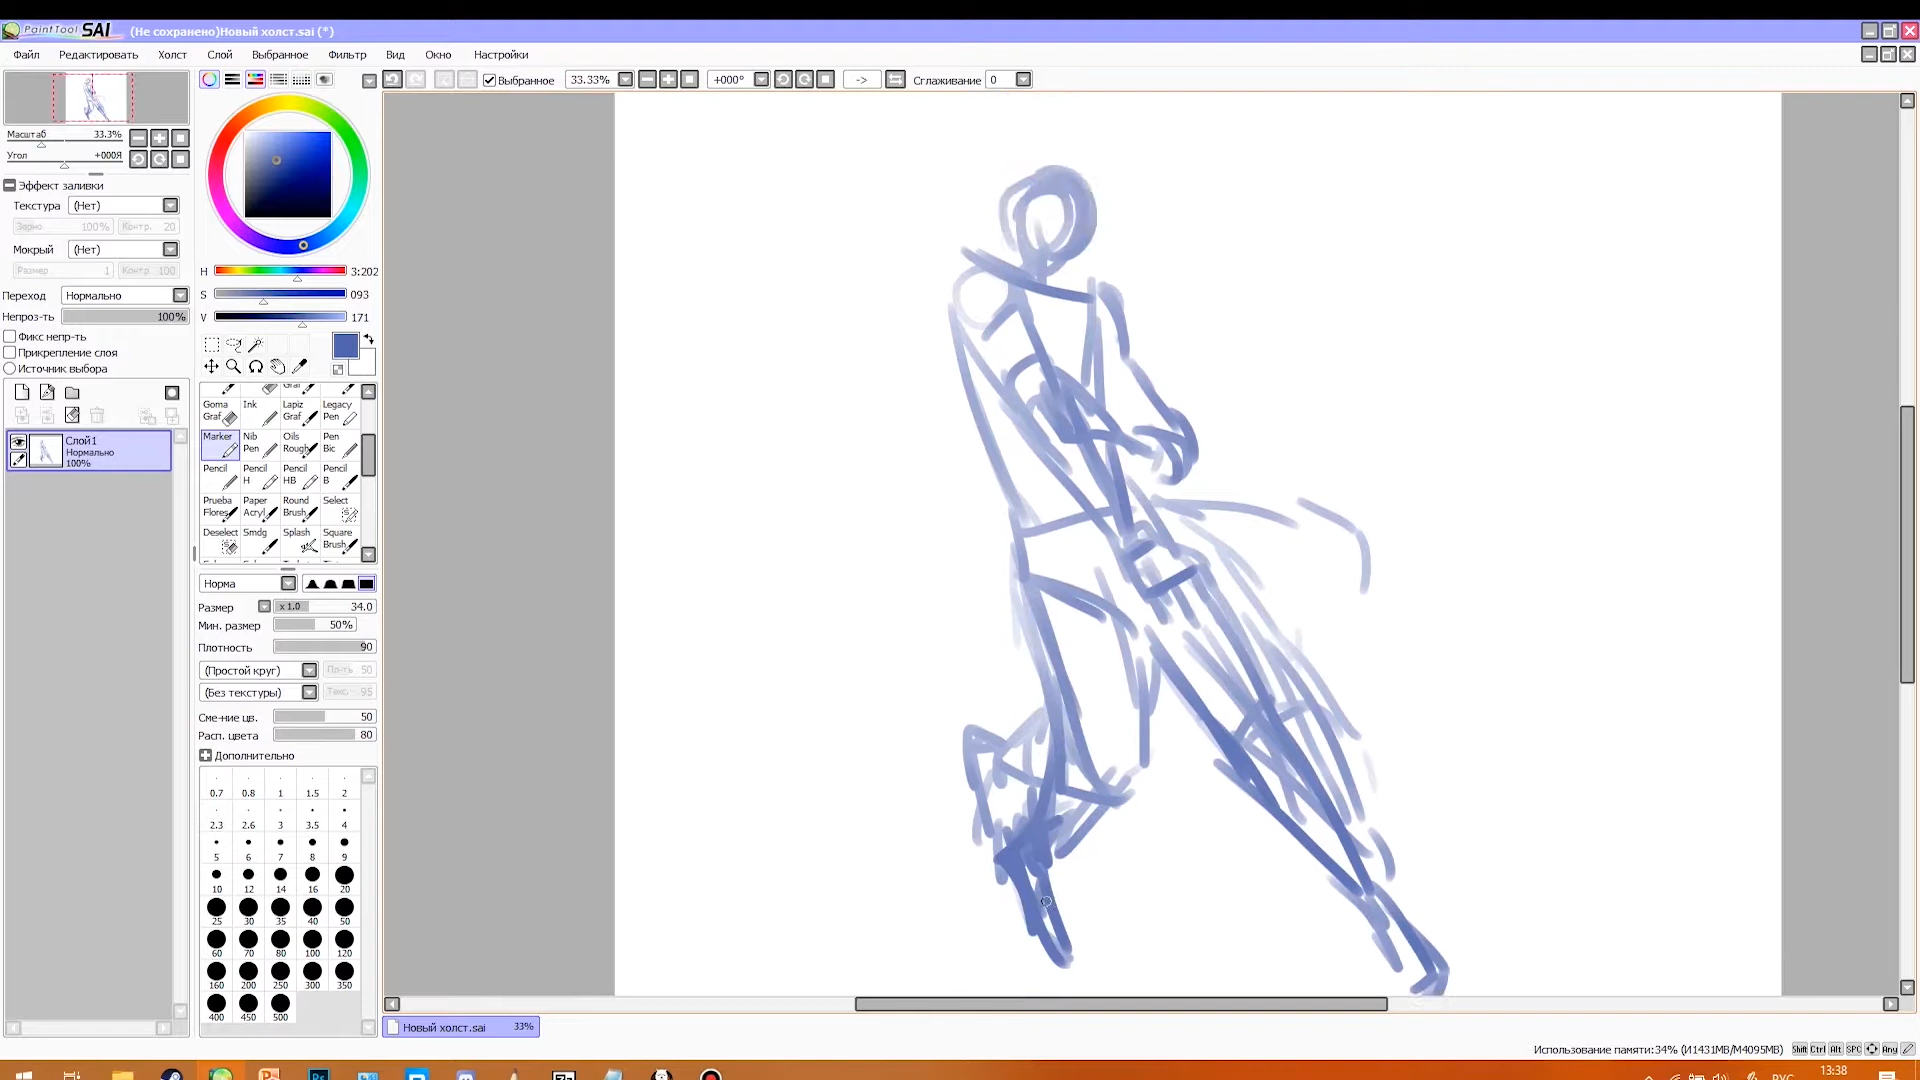 PaintTool SAI (Не сохранено)Новый холст.sai (*)
Файл Редактировать Холст Слой Выбранное Фильтр Вид Окно Настройки
Выбранное 33.33% +000° -> Сглаживание 0
Масштаб 33.3%
Угол +000Я
Эффект заливки
Текстура (Нет)
Зерно 100% Контр. 20
Мокрый (Нет)
Размер 1 Контр. 100
Переход Нормально
Непроз-ть 100%
Фикс непр-ть
Прикрепление слоя
Источник выбора
Слой1
Нормально
100%
H 3:202
S 093
V 171
Goma Graf Ink Lapiz Graf Legacy Pen
Marker Nib Pen Oils Rough Pen Bic
Pencil Pencil H Pencil HB Pencil B
Prueba Flores Paper Acryl Round Brush Select
Deselect Smdg Splash Square Brush
Норма
Размер x 1.0 34.0
Мин. размер 50%
Плотность 90
(Простой круг) 50
(Без текстуры) 95
Сме-ние цв. 50
Расп. цвета 80
Дополнительно
0.7 0.8 1 1.5 2
2.3 2.6 3 3.5 4
5 6 7 8 9
10 12 14 16 20
25 30 35 40 50
60 70 80 100 120
160 200 250 300 350
400 450 500
Новый холст.sai 33%
Использование памяти:34% (И1431MB/М4095MB) Shift Ctrl Alt SPC Any
Ps РУС 13:38